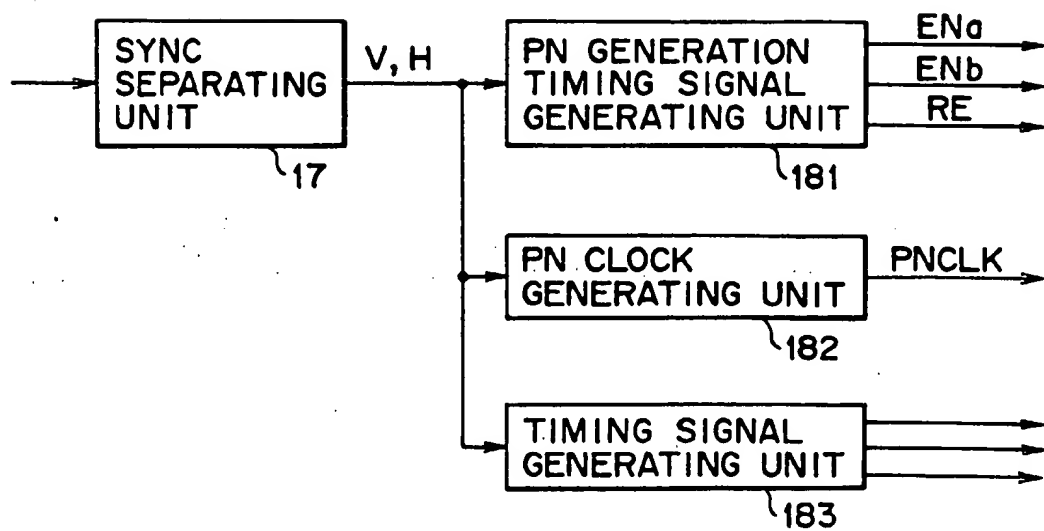 SYNC
SEPARATING
UNIT
17
V, H
PN GENERATION
TIMING SIGNAL
GENERATING UNIT
181
ENa
ENb
RE
PN CLOCK
GENERATING UNIT
182
PNCLK
TIMING SIGNAL
GENERATING UNIT
183